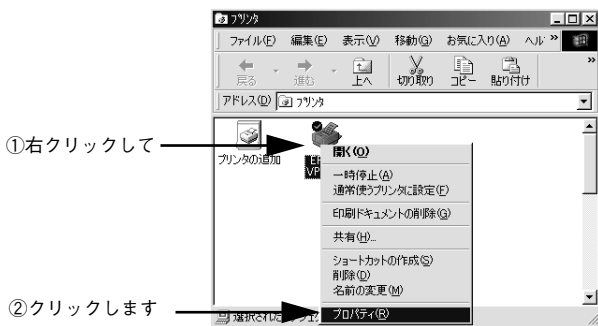 プリンタ
ファイル(F) 編集(E) 表示(V) 移動(G) お気に入り(A) ヘル »
戻る 進む 上へ 切り取り コピー 貼り付け »
アドレス(D) プリンタ
①右クリックして
プリンタの追加
開く(O)
一時停止(A)
通常使うプリンタに設定(F)
印刷ドキュメントの削除(G)
共有(H)...
ショートカットの作成(S)
削除(D)
名前の変更(M)
②クリックします
プロパティ(R)